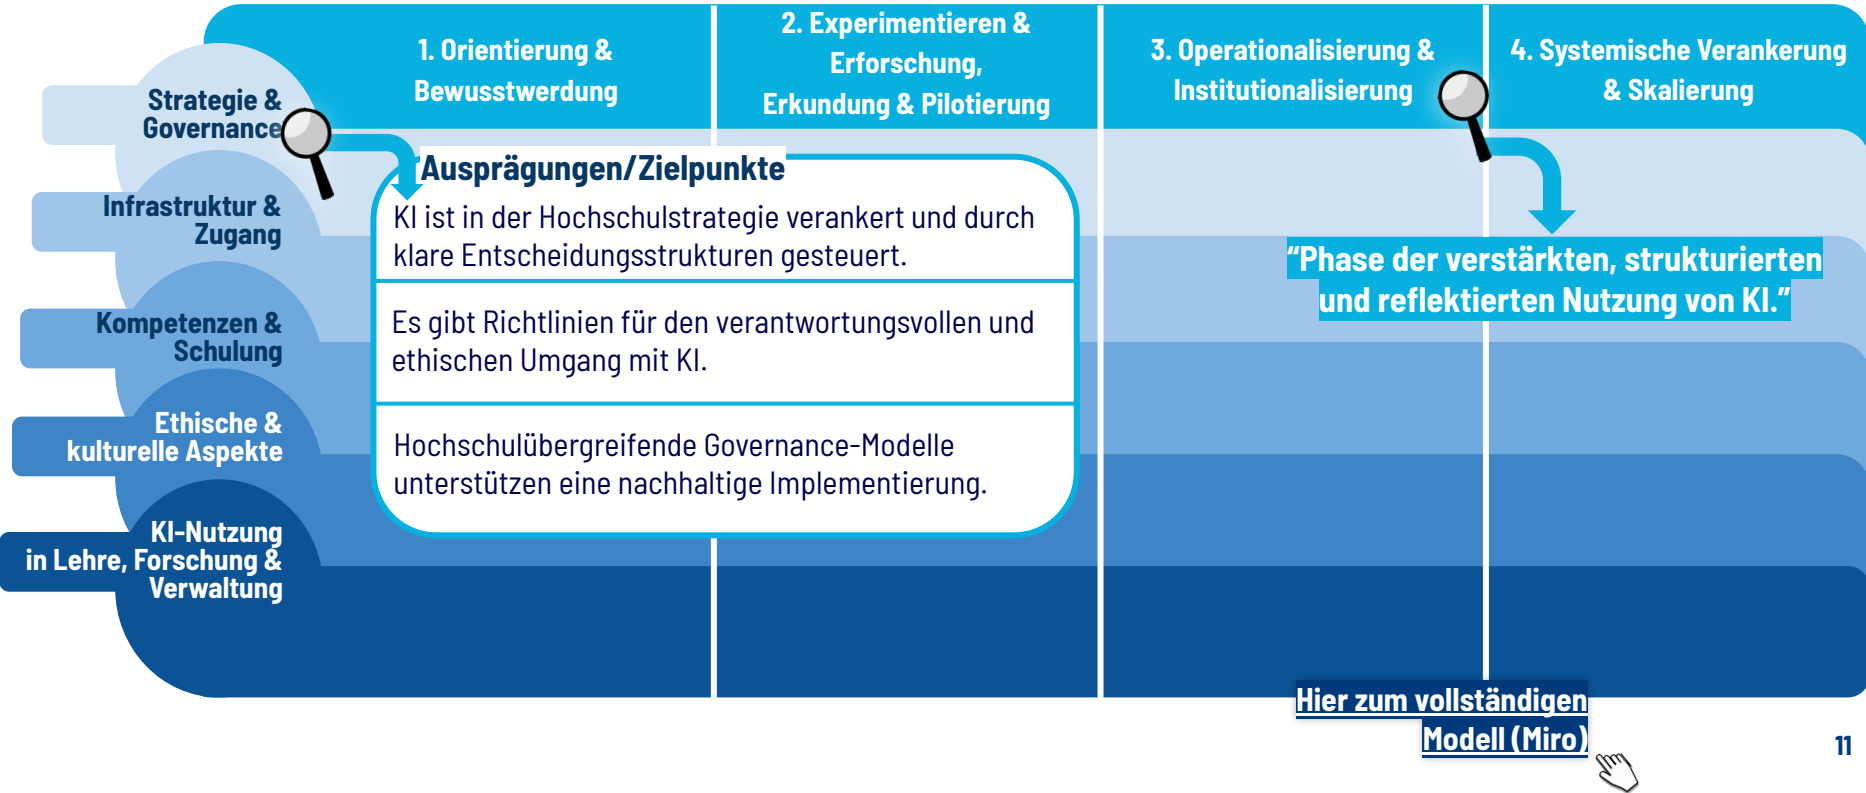 1. Orientierung &
Bewusstwerdung
2. Experimentieren &
Erforschung,
Erkundung & Pilotierung
3. Operationalisierung &
Institutionalisierung
4. Systemische Verankerung
& Skalierung
Strategie &
Governance
Infrastruktur &
Zugang
Kompetenzen &
Schulung
Ethische &
kulturelle Aspekte
KI-Nutzung
in Lehre, Forschung &
Verwaltung
Ausprägungen/Zielpunkte
KI ist in der Hochschulstrategie verankert und durch
klare Entscheidungsstrukturen gesteuert.
Es gibt Richtlinien für den verantwortungsvollen und
ethischen Umgang mit KI.
Hochschulübergreifende Governance-Modelle
unterstützen eine nachhaltige Implementierung.
“Phase der verstärkten, strukturierten
und reflektierten Nutzung von KI.”
Hier zum vollständigen
Modell (Miro)
11